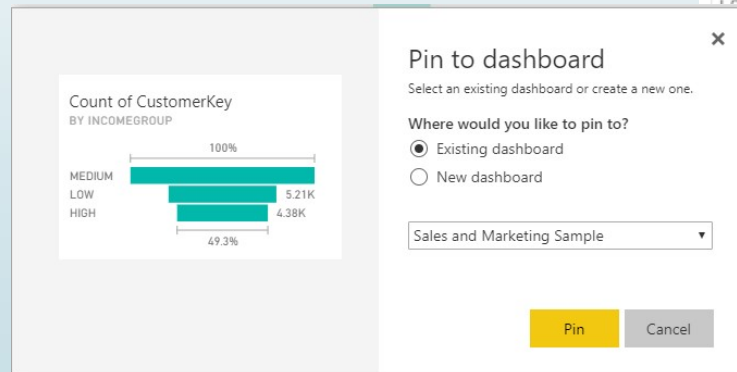 Count of CustomerKey
BY INCOMEGROUP
100%
MEDIUM
LOW 5.21K
HIGH 4.38K
49.3%
Pin to dashboard
Select an existing dashboard or create a new one.
Where would you like to pin to?
Existing dashboard
New dashboard
Sales and Marketing Sample
Pin Cancel